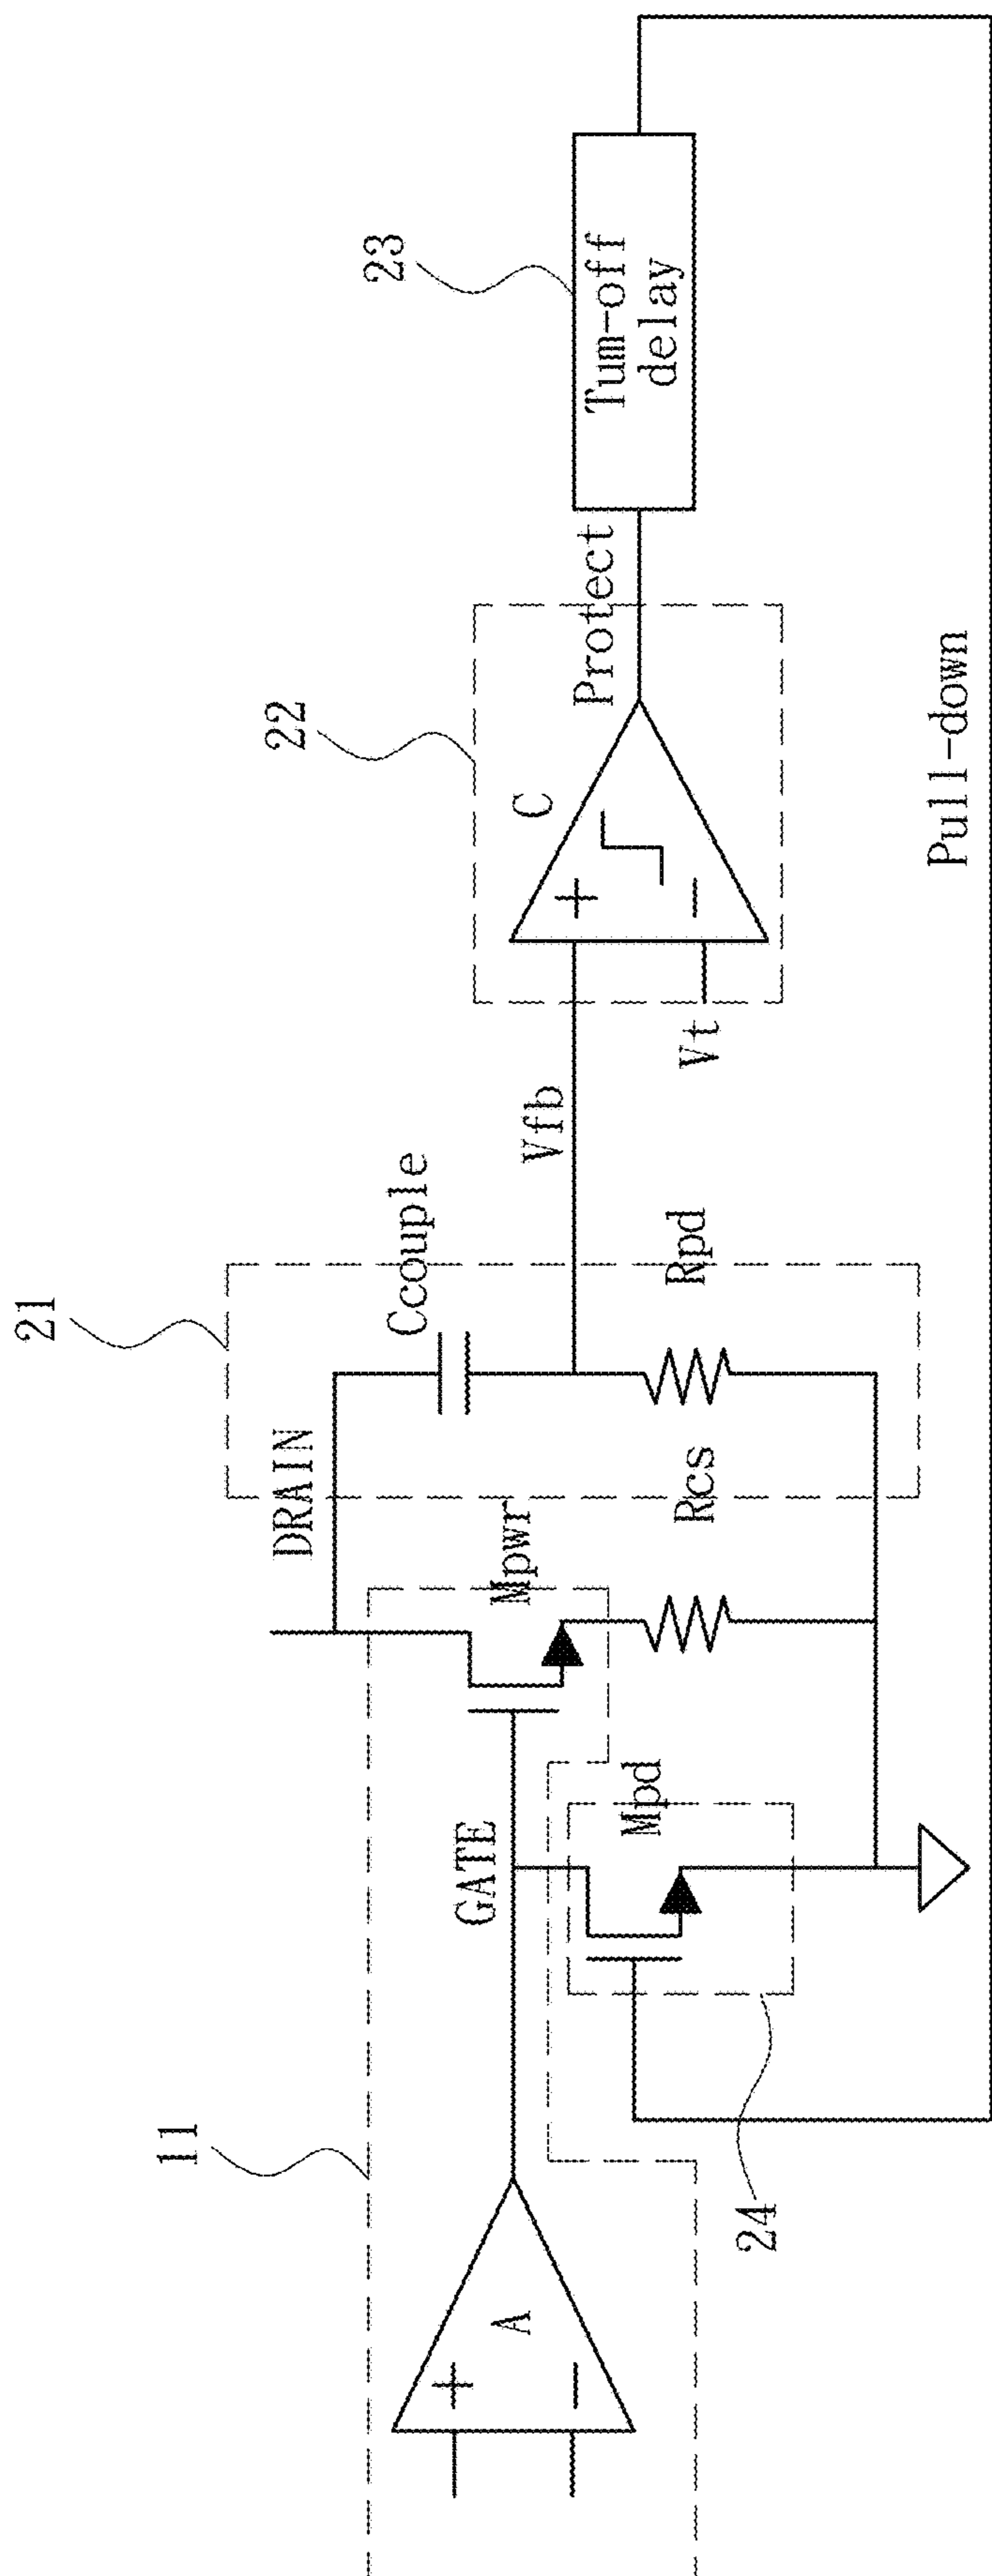 11
A
+
−
GATE
24
Mpd
Mpwr
DRAIN
Rcs
21
Ccouple
Rpd
Vfb
Vt
22
C
+
−
Protect
23
Tum-off
delay
Pull-down